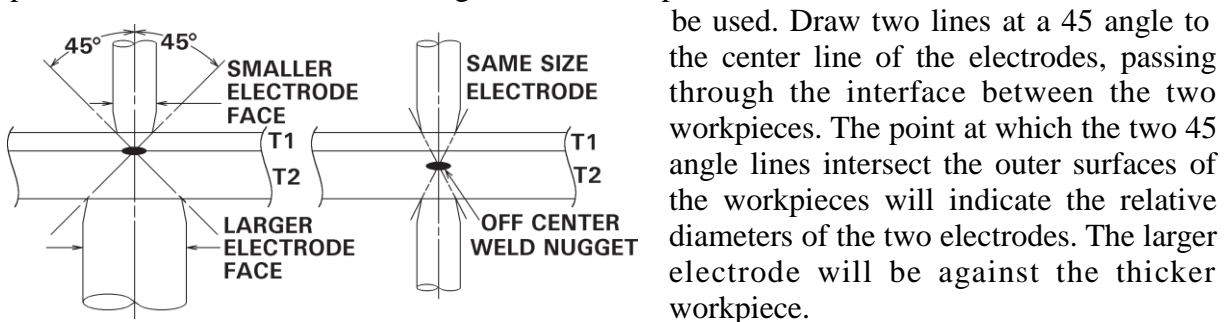 45°
45°
SMALLER
ELECTRODE
FACE
T1
T2
LARGER
ELECTRODE
FACE
SAME SIZE
ELECTRODE
T1
T2
OFF CENTER
WELD NUGGET
be used. Draw two lines at a 45 angle to
the center line of the electrodes, passing
through the interface between the two
workpieces. The point at which the two 45
angle lines intersect the outer surfaces of
the workpieces will indicate the relative
diameters of the two electrodes. The larger
electrode will be against the thicker
workpiece.